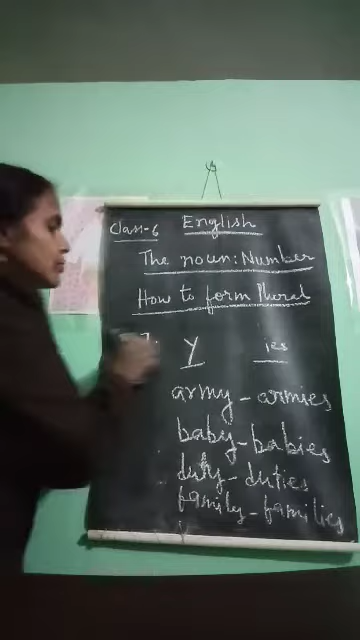 Class-6 English
The noun: Number
How to form Plural
y ies
army - armies
baby - babies
duty - duties
family - families